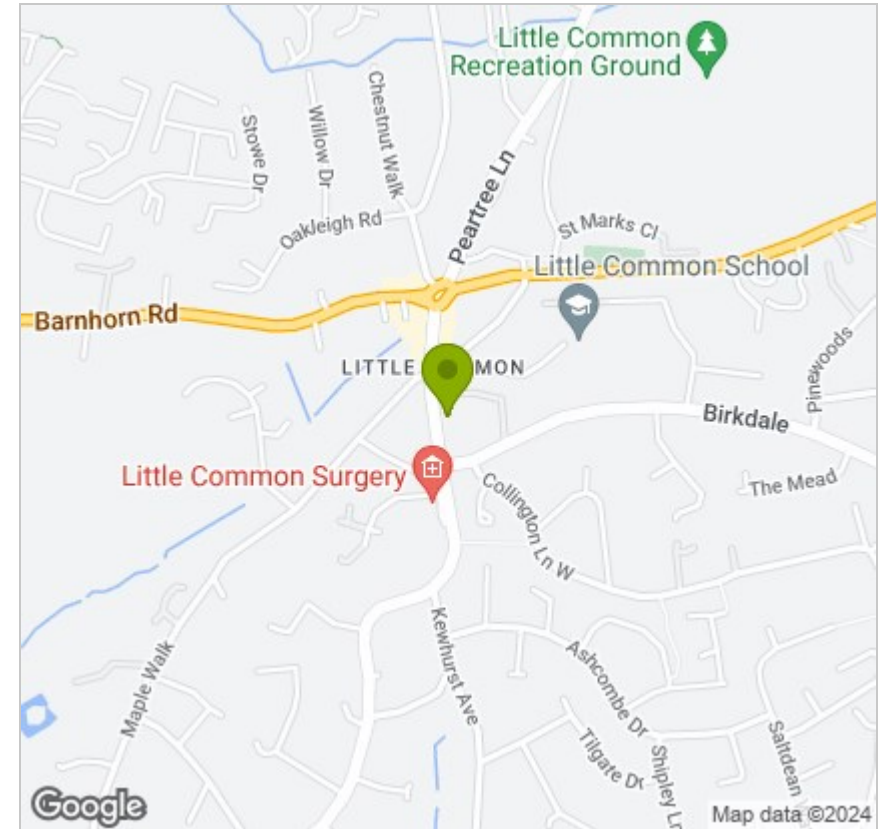 Little Common
Recreation Ground
Chestnut Walk
Willow Dr
Stowe Dr
Peartree Ln
Oakleigh Rd
St Marks Cl
Little Common School
Barnhorn Rd
LITTLE MON
Pinewoods
Birkdale
Little Common Surgery
The Mead
Collington Ln W
Kewhurst Ave
Maple Walk
Ashcombe Dr
Tilgate Dr
Shipley Ln
Saltdean
Google
Map data ©2024